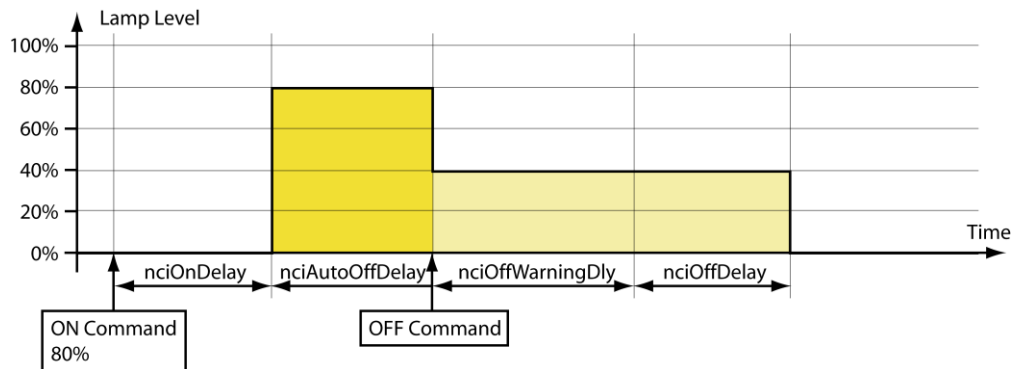 Lamp Level
100%
80%
60%
40%
20%
0%
Time
nciOnDelay
nciAutoOffDelay
nciOffWarningDly
nciOffDelay
ON Command
80%
OFF Command